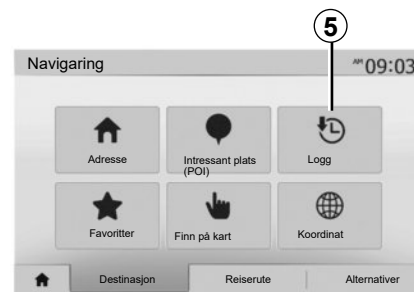 5
Navigaring
AM 09:03
Adresse
Intressant plats
(POI)
Logg
Favoritter
Finn på kart
Koordinat
Destinasjon
Reiserute
Alternativer